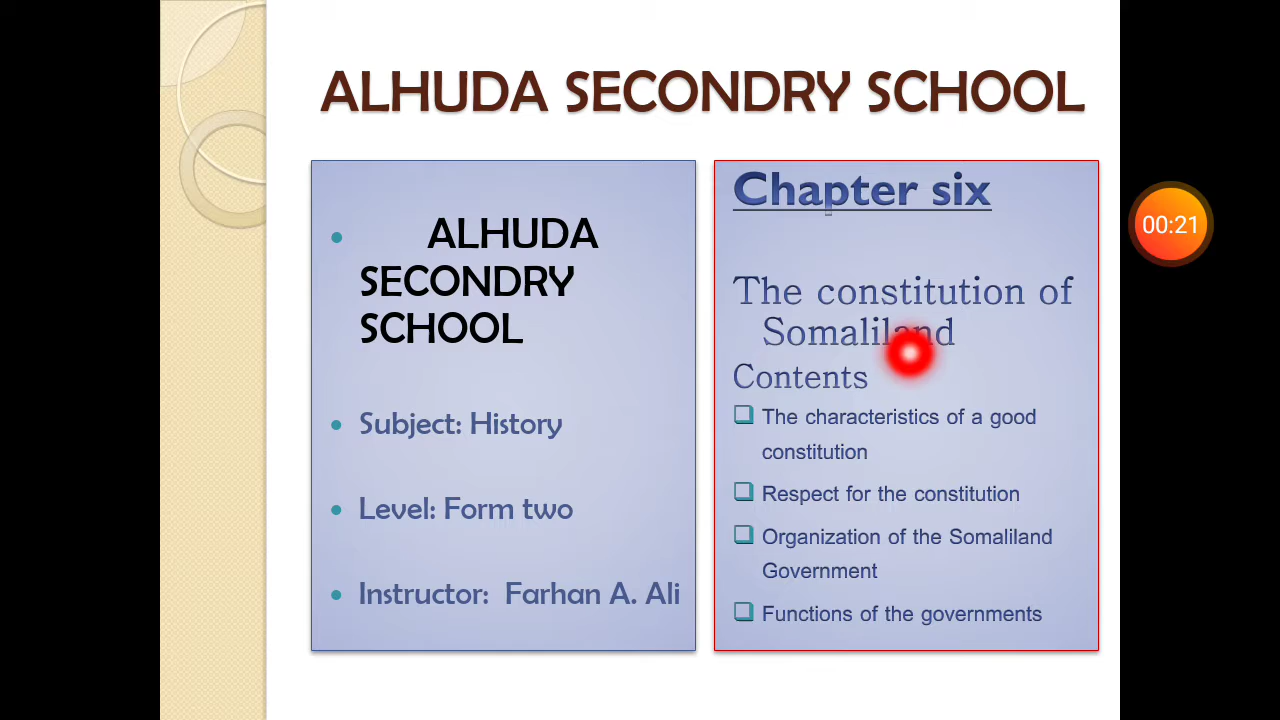 ALHUDA SECONDRY SCHOOL
• ALHUDA
SECONDRY
SCHOOL
• Subject: History
• Level: Form two
• Instructor: Farhan A. Ali
Chapter six
The constitution of
Somaliland
Contents
❑ The characteristics of a good
constitution
❑ Respect for the constitution
❑ Organization of the Somaliland
Government
❑ Functions of the governments
00:21